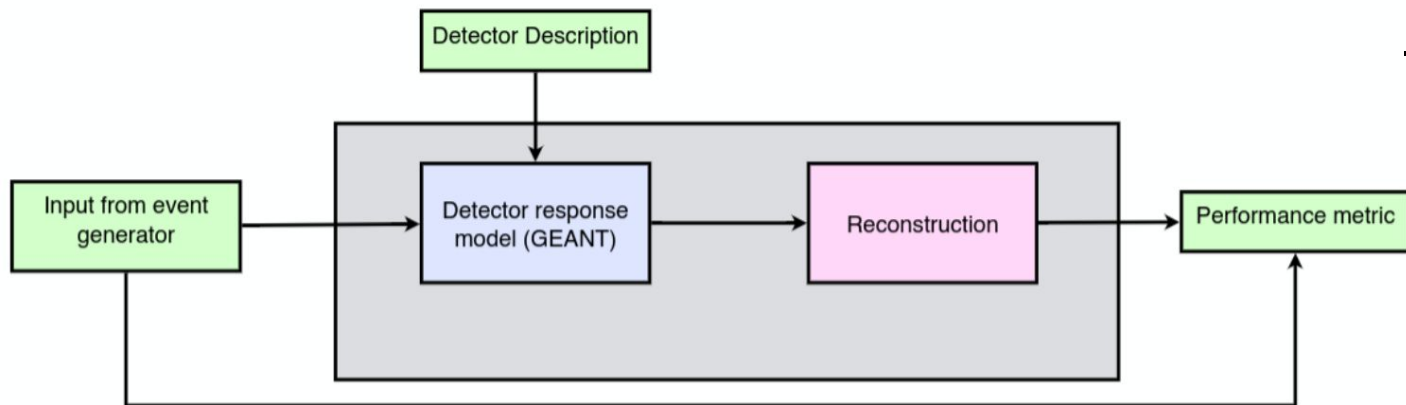 Detector Description
Input from event
generator
Detector response
model (GEANT)
Reconstruction
Performance metric